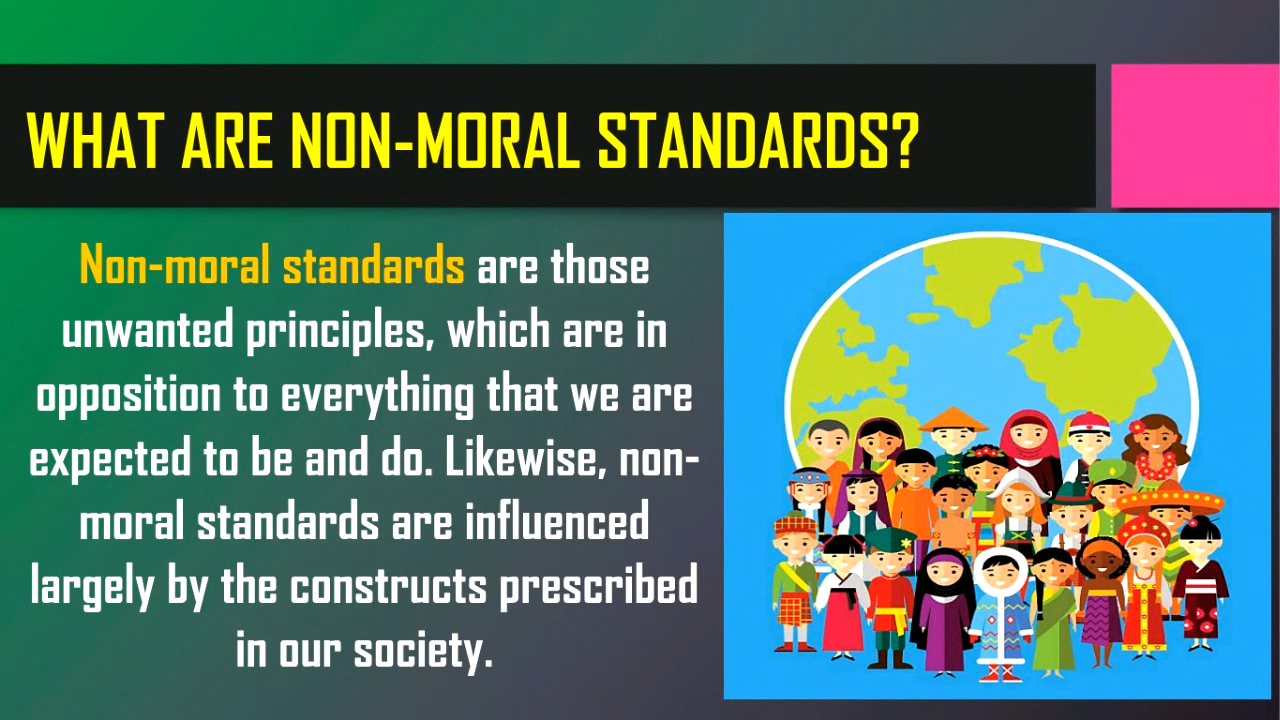 WHAT ARE NON-MORAL STANDARDS?
Non-moral standards are those
unwanted principles, which are in
opposition to everything that we are
expected to be and do. Likewise, non-
moral standards are influenced
largely by the constructs prescribed
in our society.